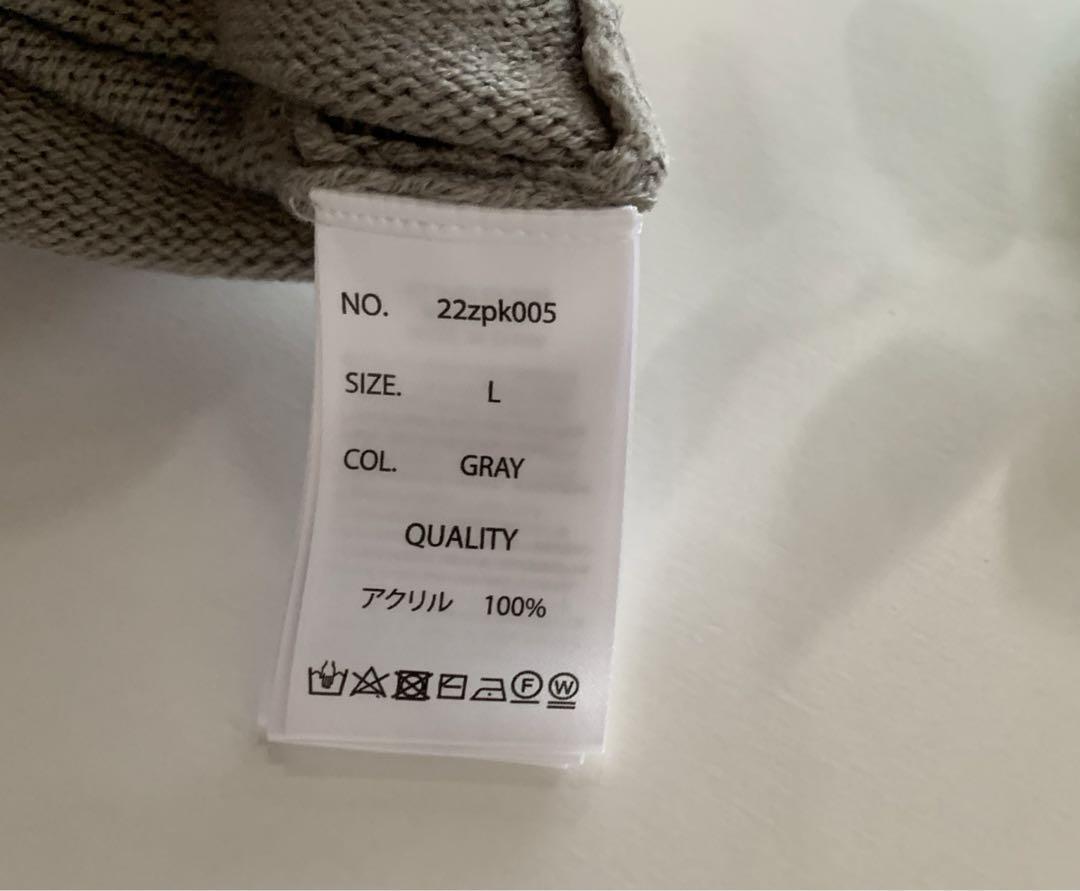 NO. 22zpk005
SIZE. L
COL. GRAY
QUALITY
アクリル 100%
F W